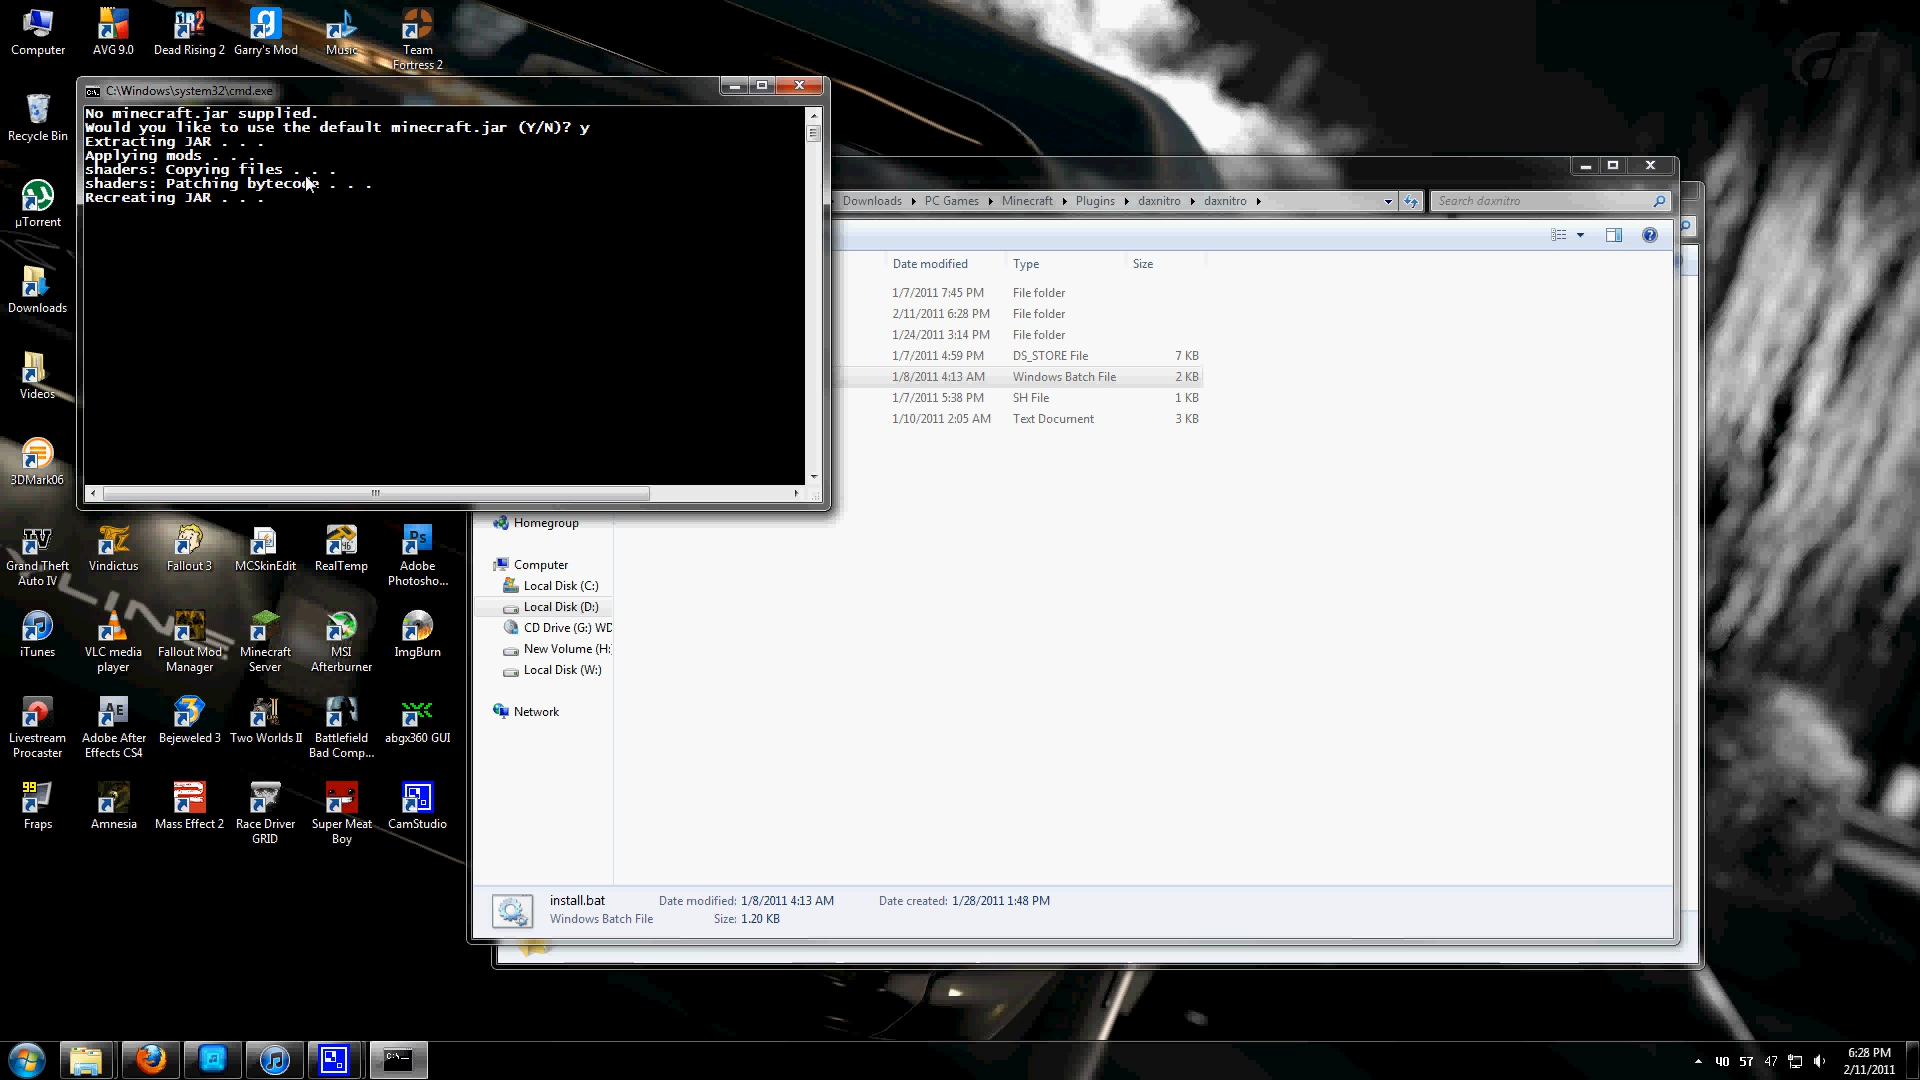 Computer
AVG 9.0
Dead Rising 2
Garry's Mod
Music
Team
Fortress 2
Recycle Bin
µTorrent
Downloads
Videos
3DMark06
C:\Windows\system32\cmd.exe
No minecraft.jar supplied.
Would you like to use the default minecraft.jar (Y/N)? y
Extracting JAR . . .
Applying mods . . .
shaders: Copying files . . .
shaders: Patching bytecode . . .
Recreating JAR . . .
Downloads
PC Games
Minecraft
Plugins
daxnitro
daxnitro
Search daxnitro
Date modified
Type
Size
1/7/2011 7:45 PM
File folder
2/11/2011 6:28 PM
File folder
1/24/2011 3:14 PM
File folder
1/7/2011 4:59 PM
DS_STORE File
7 KB
1/8/2011 4:13 AM
Windows Batch File
2 KB
1/7/2011 5:38 PM
SH File
1 KB
1/10/2011 2:05 AM
Text Document
3 KB
Homegroup
Computer
Local Disk (C:)
Local Disk (D:)
CD Drive (G:) WD
New Volume (H:
Local Disk (W:)
Network
install.bat
Date modified: 1/8/2011 4:13 AM
Date created: 1/28/2011 1:48 PM
Windows Batch File
Size: 1.20 KB
Grand Theft
Auto IV
Vindictus
Fallout 3
MCSkinEdit
RealTemp
Adobe
Photosho...
iTunes
VLC media
player
Fallout Mod
Manager
Minecraft
Server
MSI
Afterburner
ImgBurn
Livestream
Procaster
Adobe After
Effects CS4
Bejeweled 3
Two Worlds II
Battlefield
Bad Comp...
abgx360 GUI
Fraps
Amnesia
Mass Effect 2
Race Driver
GRID
Super Meat
Boy
CamStudio
40
57
47
6:28 PM
2/11/2011